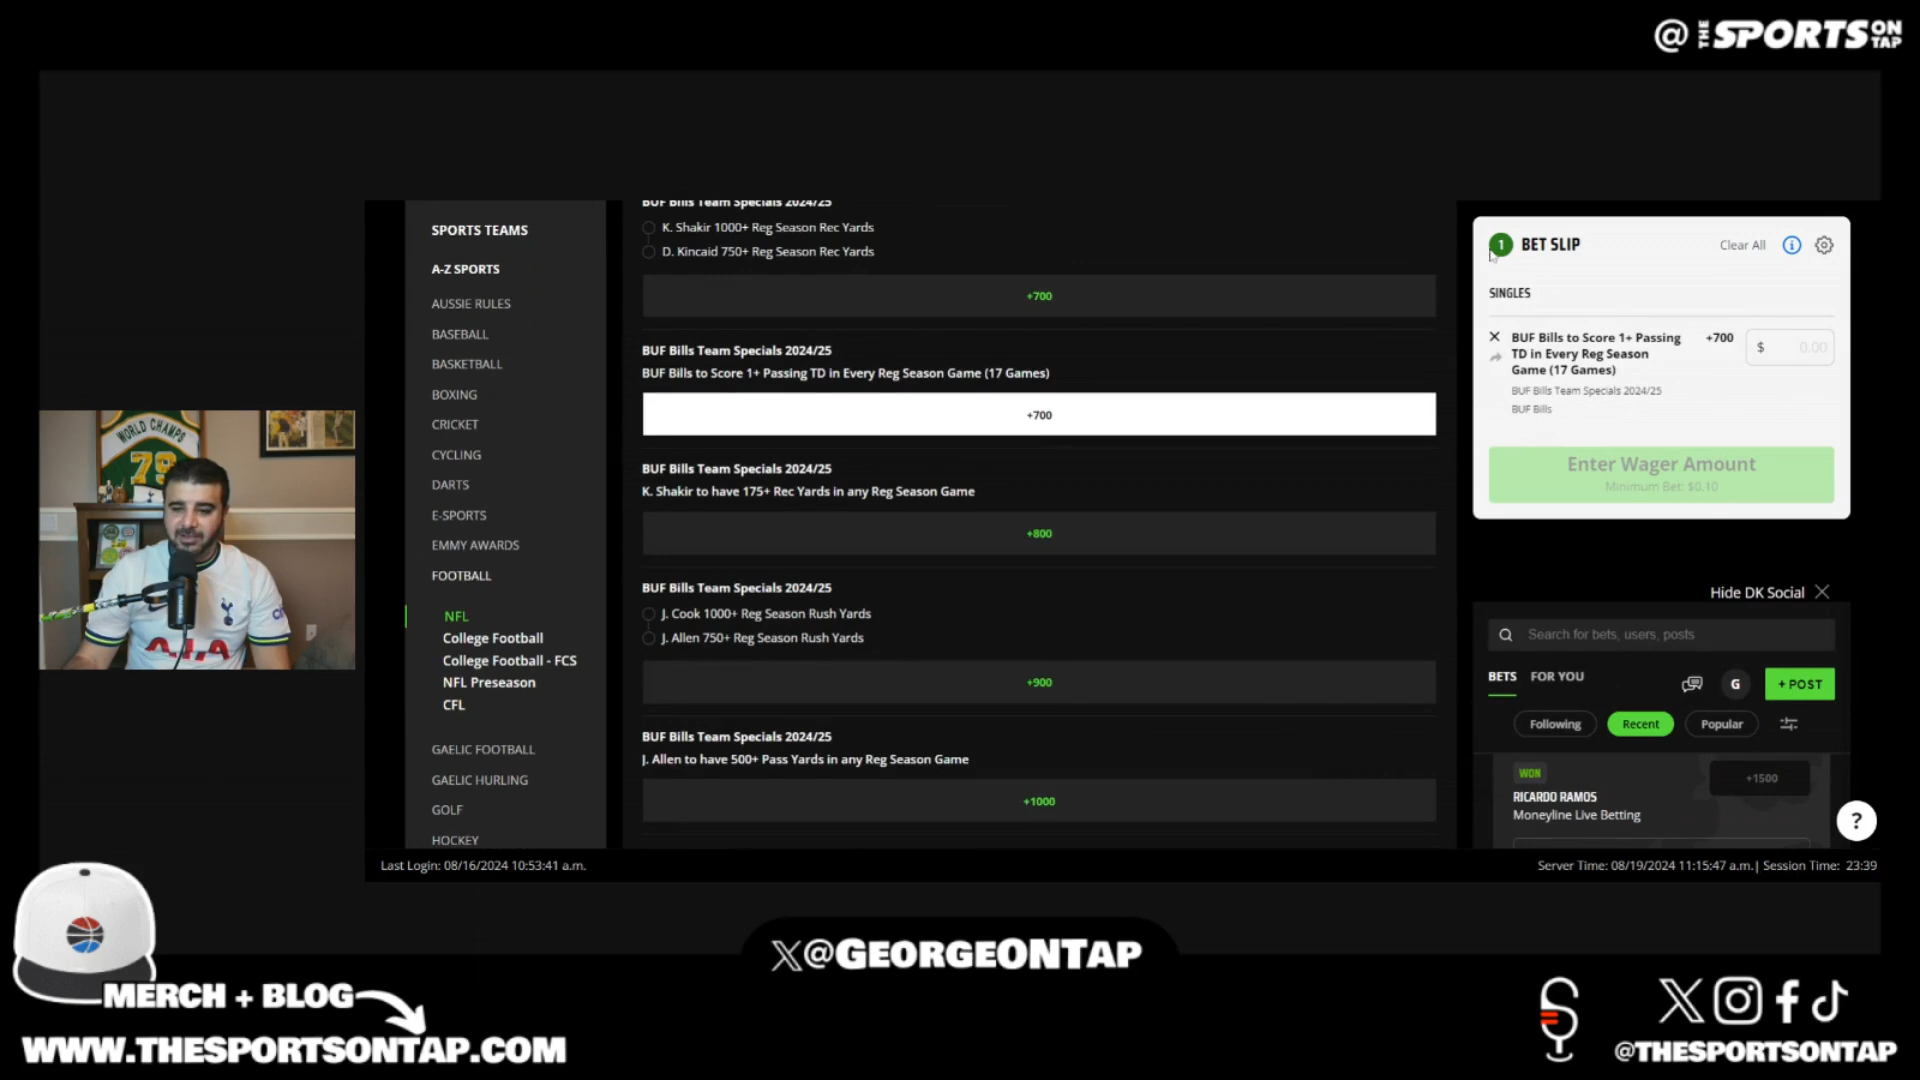 @ THE SPORTS ON TAP
BUF Bills Team Specials 2024/25
K. Shakir 1000+ Reg Season Rec Yards
D. Kincaid 750+ Reg Season Rec Yards
+700
BUF Bills Team Specials 2024/25
BUF Bills to Score 1+ Passing TD in Every Reg Season Game (17 Games)
+700
BUF Bills Team Specials 2024/25
K. Shakir to have 175+ Rec Yards in any Reg Season Game
+800
BUF Bills Team Specials 2024/25
J. Cook 1000+ Reg Season Rush Yards
J. Allen 750+ Reg Season Rush Yards
+900
BUF Bills Team Specials 2024/25
J. Allen to have 500+ Pass Yards in any Reg Season Game
+1000
SPORTS TEAMS
A-Z SPORTS
AUSSIE RULES
BASEBALL
BASKETBALL
BOXING
CRICKET
CYCLING
DARTS
E-SPORTS
EMMY AWARDS
FOOTBALL
NFL
College Football
College Football - FCS
NFL Preseason
CFL
GAELIC FOOTBALL
GAELIC HURLING
GOLF
HOCKEY
1 BET SLIP Clear All
SINGLES
BUF Bills to Score 1+ Passing +700 $ 0.00
TD in Every Reg Season
Game (17 Games)
BUF Bills Team Specials 2024/25
BUF Bills
Enter Wager Amount
Minimum Bet: $0.10
Hide DK Social
Search for bets, users, posts
BETS FOR YOU G + POST
Following Recent Popular
WON +1500
RICARDO RAMOS
Moneyline Live Betting
?
WORLD CHAMPS
79
AIA
Last Login: 08/16/2024 10:53:41 a.m.
Server Time: 08/19/2024 11:15:47 a.m. | Session Time: 23:39
X@GEORGEONTAP
MERCH + BLOG
WWW.THESPORTSONTAP.COM
@THESPORTSONTAP